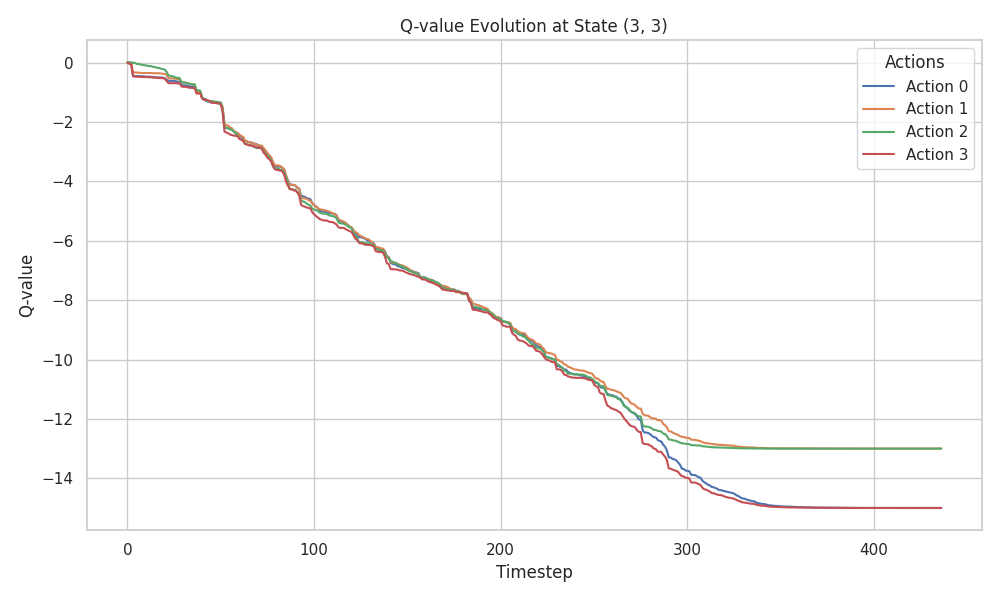 Q-value Evolution at State (3, 3)
Actions
Action 0
Action 1
Action 2
Action 3
Q-value
0
−2
−4
−6
−8
−10
−12
−14
0
100
200
300
400
Timestep